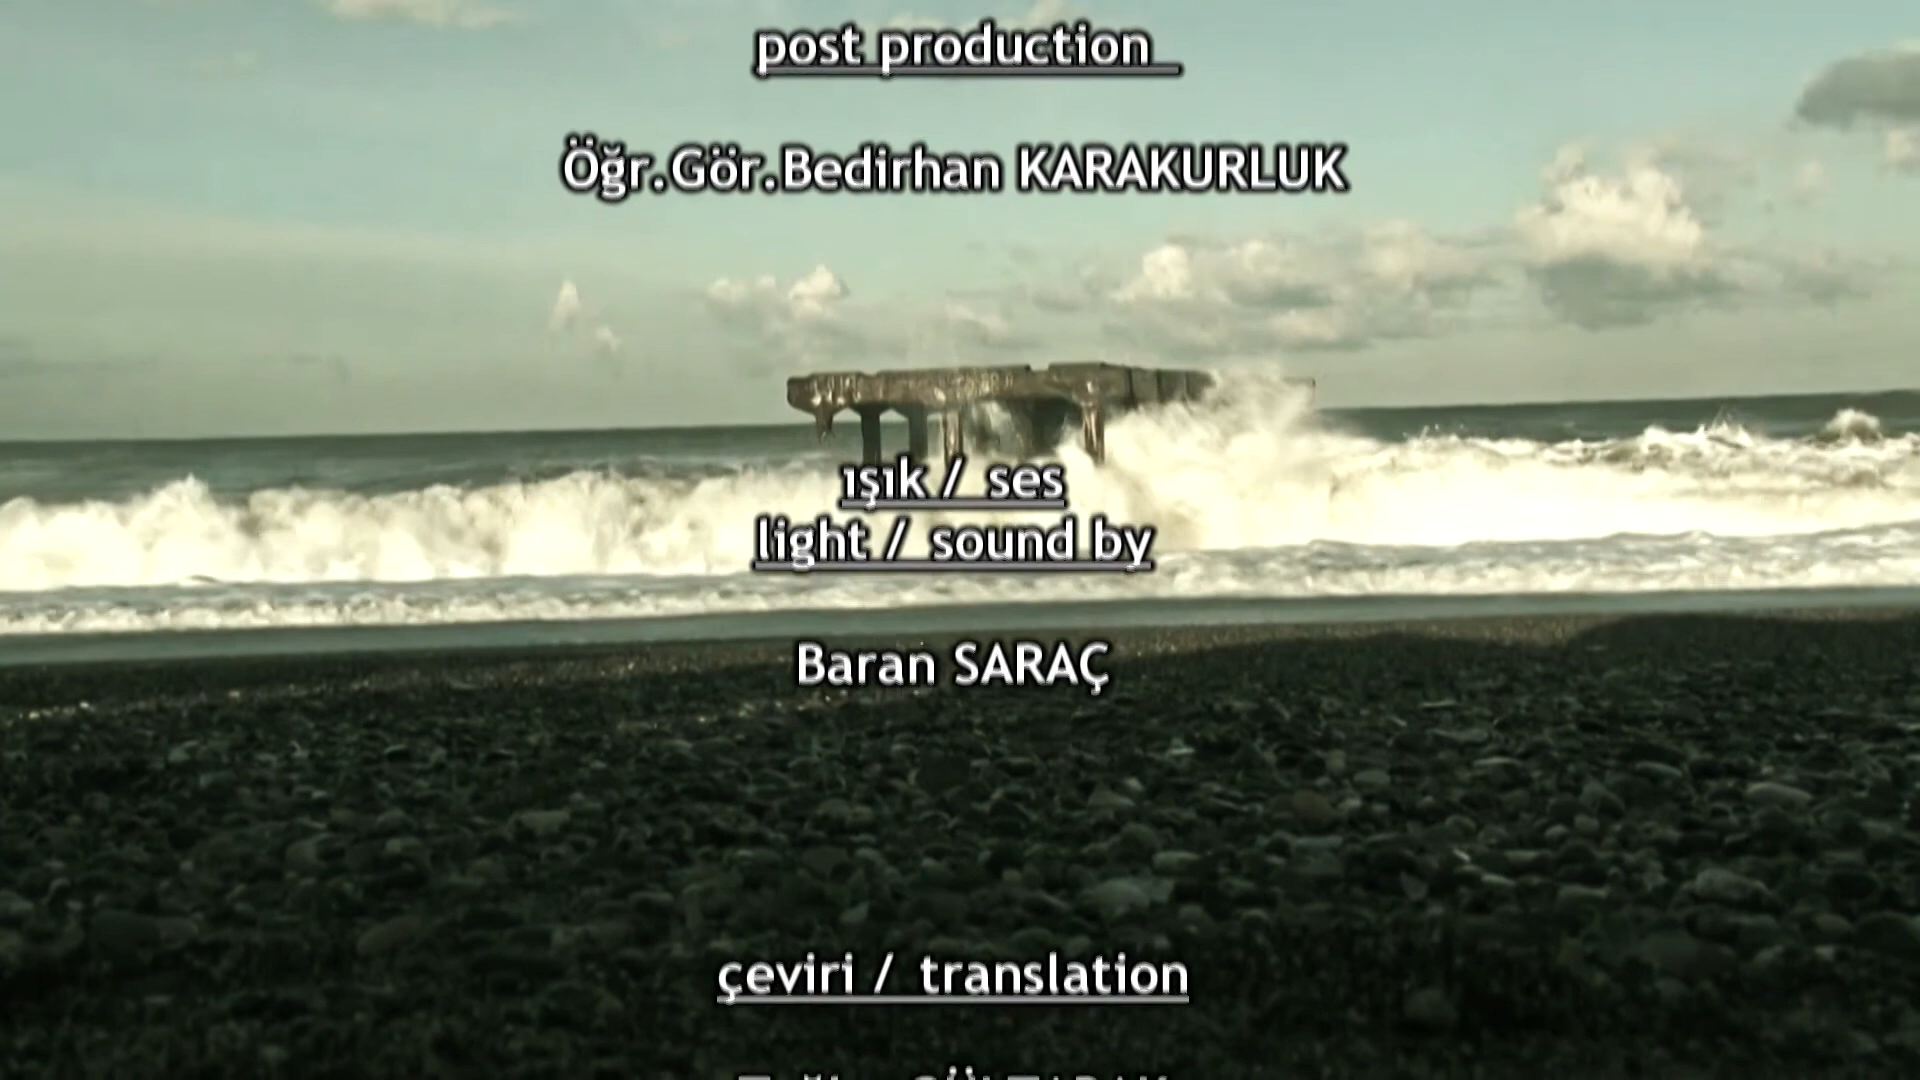 post production
Öğr.Gör.Bedirhan KARAKURLUK
ışık / ses
light / sound by
Baran SARAÇ
çeviri / translation